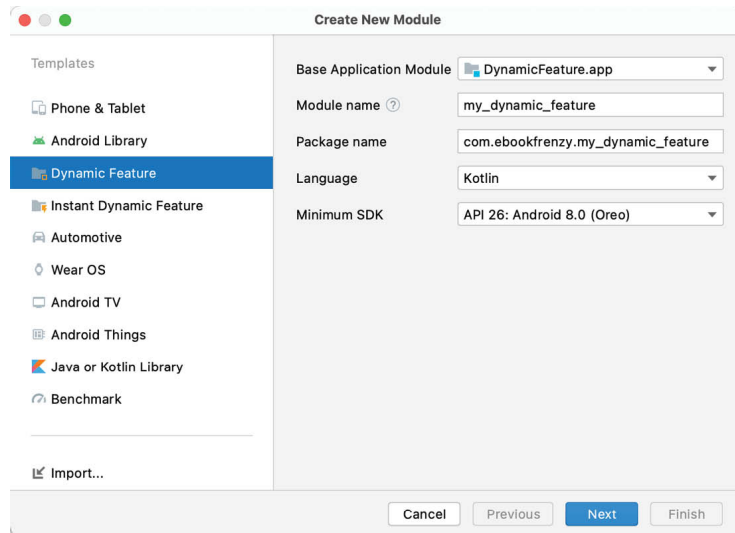 Create New Module
Templates
Phone & Tablet
Android Library
Dynamic Feature
Instant Dynamic Feature
Automotive
Wear OS
Android TV
Android Things
Java or Kotlin Library
Benchmark
Import...
Base Application Module DynamicFeature.app
Module name ? my_dynamic_feature
Package name com.ebookfrenzy.my_dynamic_feature
Language Kotlin
Minimum SDK API 26: Android 8.0 (Oreo)
Cancel Previous Next Finish